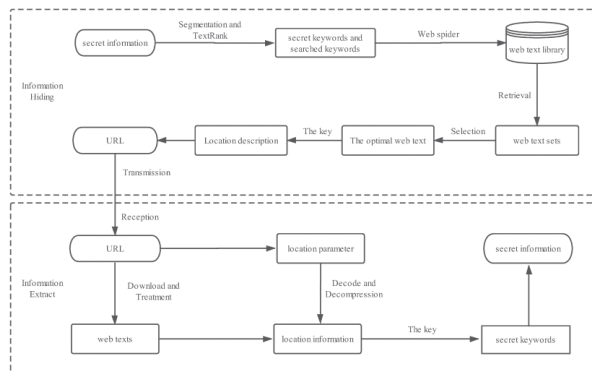 Segmentation and
TextRank
secret information
secret keywords and
searched keywords
Web spider
web text library
Information
Hiding
Retrieval
URL
Location description
The key
The optimal web text
Selection
web text sets
Transmission
Reception
URL
location parameter
secret information
Information
Extract
Download and
Treatment
Decode and
Decompression
web texts
location information
The key
secret keywords